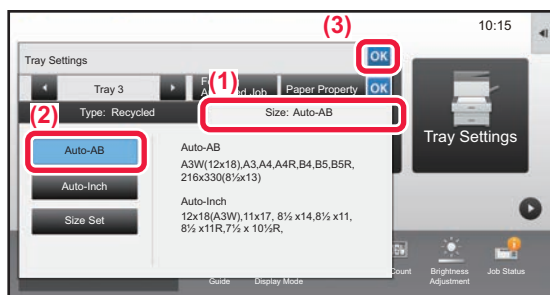 (3)
10:15
Tray Settings
OK
(1)
Tray 3
Job
Paper Property
OK
(2)
Type: Recycled
Size: Auto-AB
Tray Settings
Auto-AB
Auto-AB
A3W(12x18),A3,A4,A4R,B4,B5,B5R,
216x330(8½x13)
Auto-Inch
Auto-Inch
12x18(A3W),11x17, 8½ x14,8½ x11,
8½ x11R,7½ x 10½R,
Size Set
Guide
Display Mode
Count
Brightness
Adjustment
Job Status